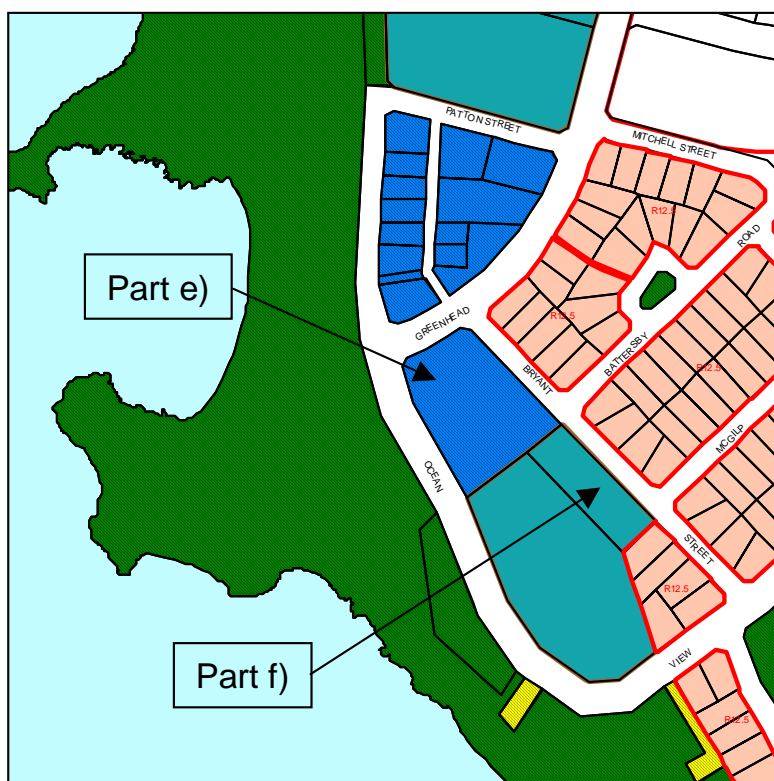 PATTON STREET
MITCHELL STREET
R12.5
ROAD
Part e)
GREENHEAD
R12.5
BATTERSBY
BRYANT
R12.5
MCGILP
OCEAN
STREET
R12.5
Part f)
VIEW
R12.5